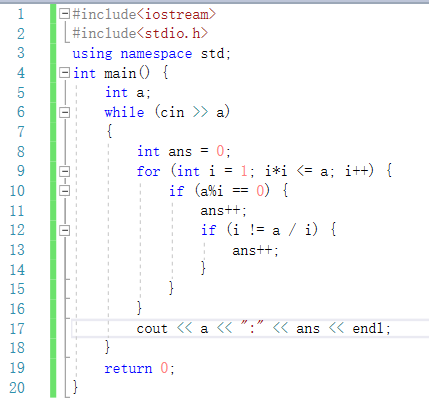 1 #include<iostream>
2 #include<stdio.h>
3 using namespace std;
4 int main() {
5 int a;
6 while (cin >> a)
7 {
8 int ans = 0;
9 for (int i = 1; i*i <= a; i++) {
10 if (a%i == 0) {
11 ans++;
12 if (i != a / i) {
13 ans++;
14 }
15 }
16 }
17 cout << a << ":" << ans << endl;
18 }
19 return 0;
20 }